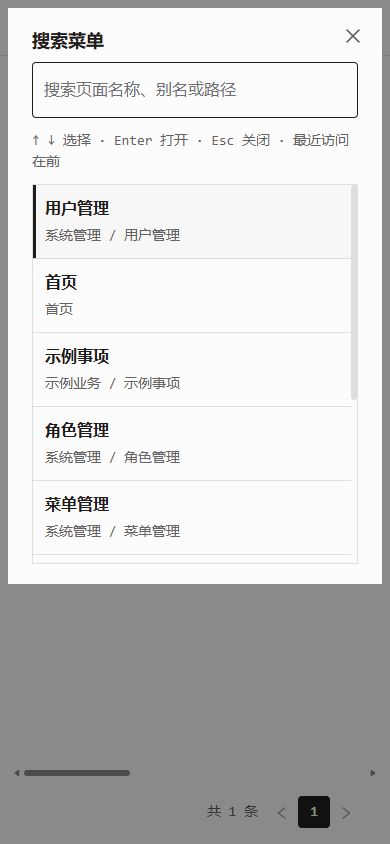 搜索菜单
搜索页面名称、别名或路径
↑ ↓ 选择 · Enter 打开 · Esc 关闭 · 最近访问
在前
用户管理
系统管理 / 用户管理
首页
首页
示例事项
示例业务 / 示例事项
角色管理
系统管理 / 角色管理
菜单管理
系统管理 / 菜单管理
共 1 条 1